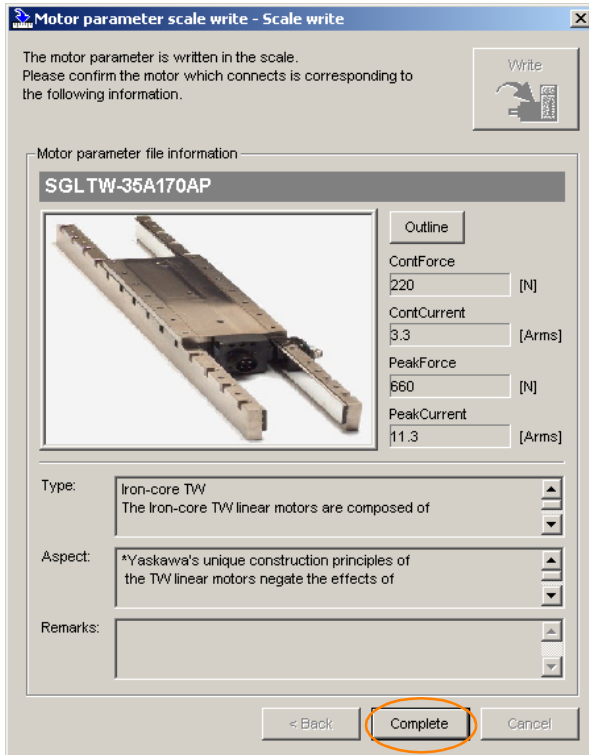 Motor parameter scale write - Scale write
The motor parameter is written in the scale.
Please confirm the motor which connects is corresponding to
the following information.
Write
Motor parameter file information
SGLTW-35A170AP
Outline
ContForce
220 [N]
ContCurrent
3.3 [Arms]
PeakForce
660 [N]
PeakCurrent
11.3 [Arms]
Type:
Iron-core TW
The Iron-core TW linear motors are composed of
Aspect:
*Yaskawa's unique construction principles of
the TW linear motors negate the effects of
Remarks:
< Back
Complete
Cancel